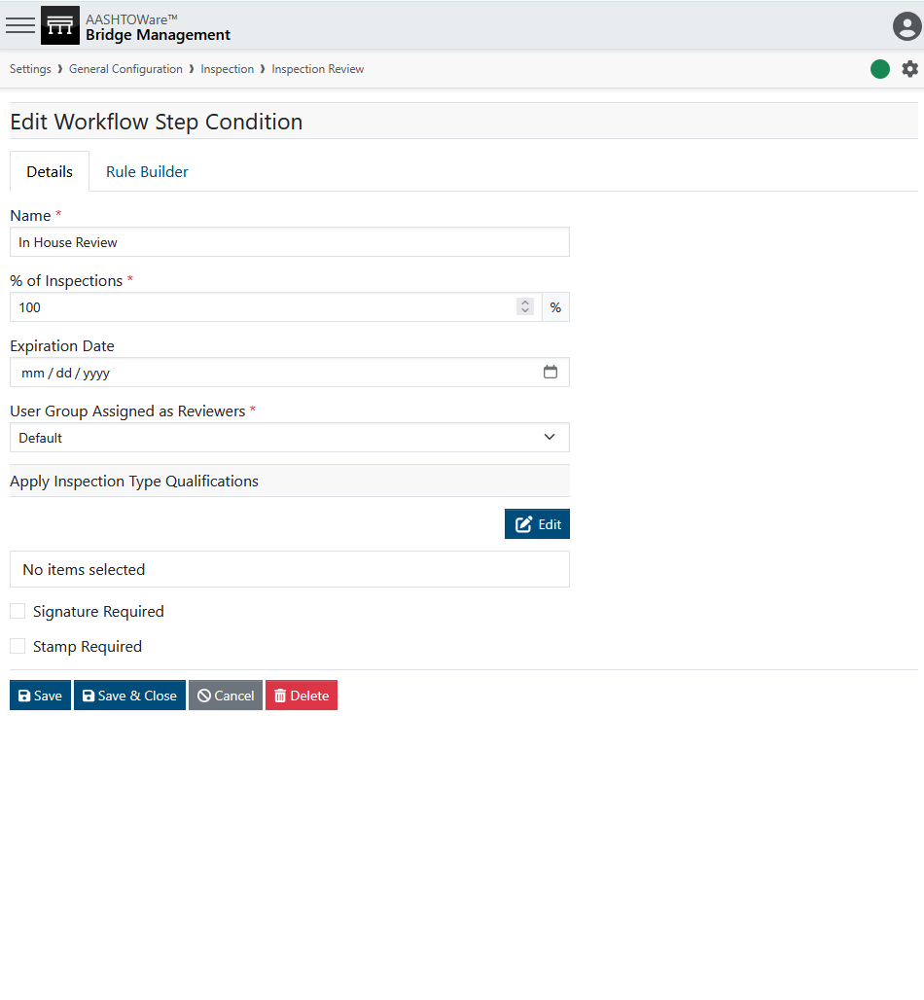 AASHTOWare™
Bridge Management
Settings ❯ General Configuration ❯ Inspection ❯ Inspection Review
Edit Workflow Step Condition
Details Rule Builder
Name *
In House Review
% of Inspections *
100 %
Expiration Date
mm / dd / yyyy
User Group Assigned as Reviewers *
Default
Apply Inspection Type Qualifications
Edit
No items selected
Signature Required
Stamp Required
Save Save & Close Cancel Delete